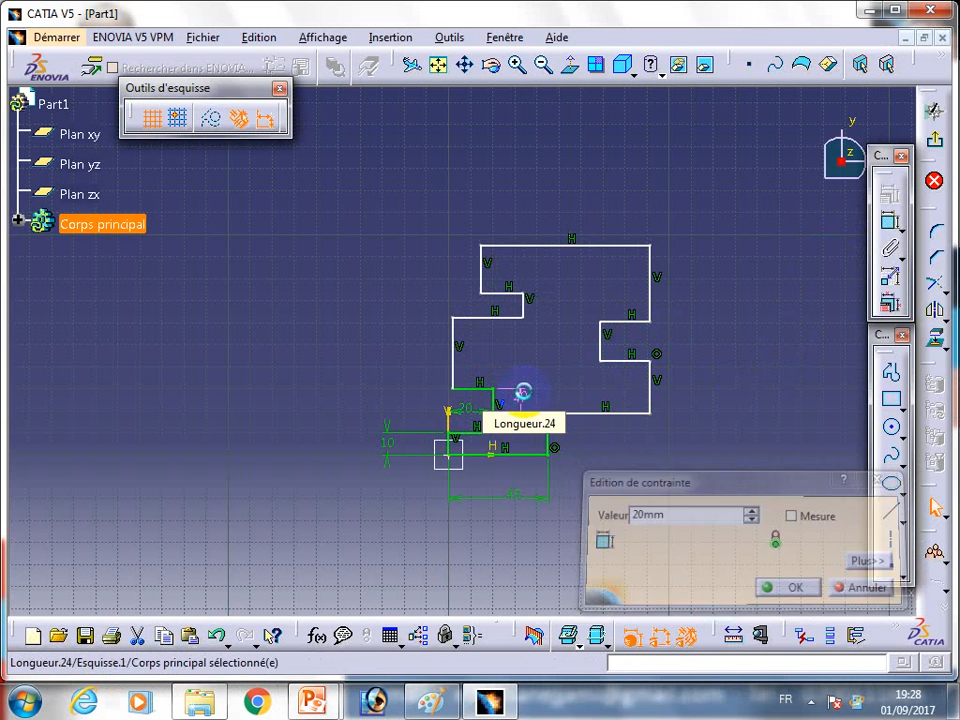 CATIA V5 - [Part1]
Démarrer ENOVIA V5 VPM Fichier Edition Affichage Insertion Outils Fenêtre Aide
ENOVIA Rechercher dans ENOVIA...
Outils d'esquisse
Part1
Plan xy
Plan yz
Plan zx
Corps principal
y
z
C...
C...
H
V V
H V
H H
V V H
V H
V
H H
20
V H
10
V H H
Longueur.24
Edition de contrainte
Valeur 20mm Mesure
Plus>>
OK Annuler
f(x)
CATIA
Longueur.24/Esquisse.1/Corps principal sélectionné(e)
FR 19:28
01/09/2017